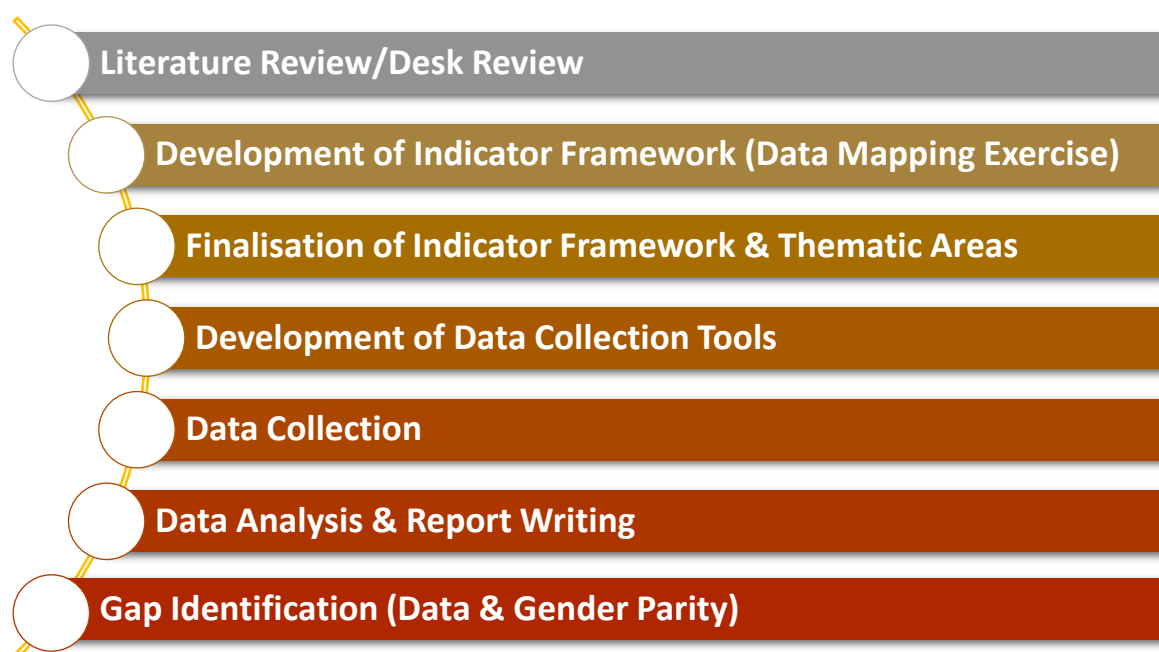 Literature Review/Desk Review
Development of Indicator Framework (Data Mapping Exercise)
Finalisation of Indicator Framework & Thematic Areas
Development of Data Collection Tools
Data Collection
Data Analysis & Report Writing
Gap Identification (Data & Gender Parity)